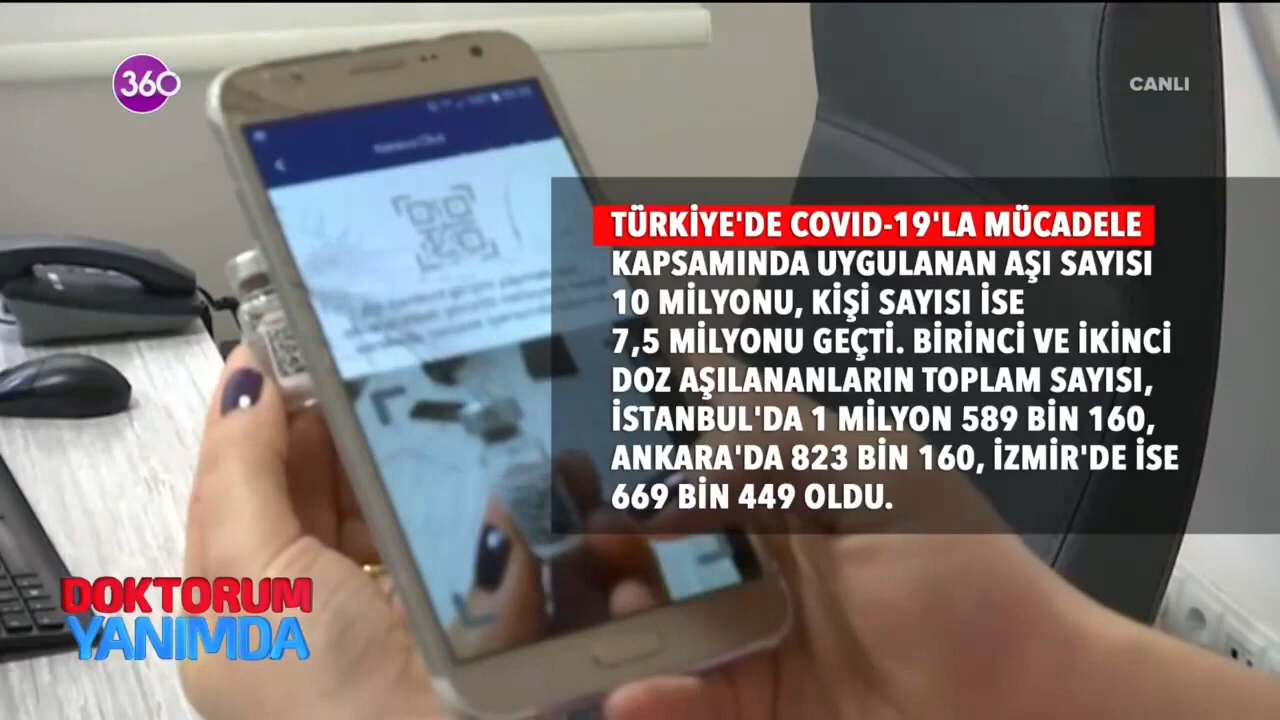 360
CANLI
TÜRKİYE'DE COVID-19'LA MÜCADELE
KAPSAMINDA UYGULANAN AŞI SAYISI
10 MİLYONU, KİŞİ SAYISI İSE
7,5 MİLYONU GEÇTİ. BİRİNCİ VE İKİNCİ
DOZ AŞILANANLARIN TOPLAM SAYISI,
İSTANBUL'DA 1 MİLYON 589 BİN 160,
ANKARA'DA 823 BİN 160, İZMİR'DE İSE
669 BİN 449 OLDU.
DOKTORUM
YANIMDA